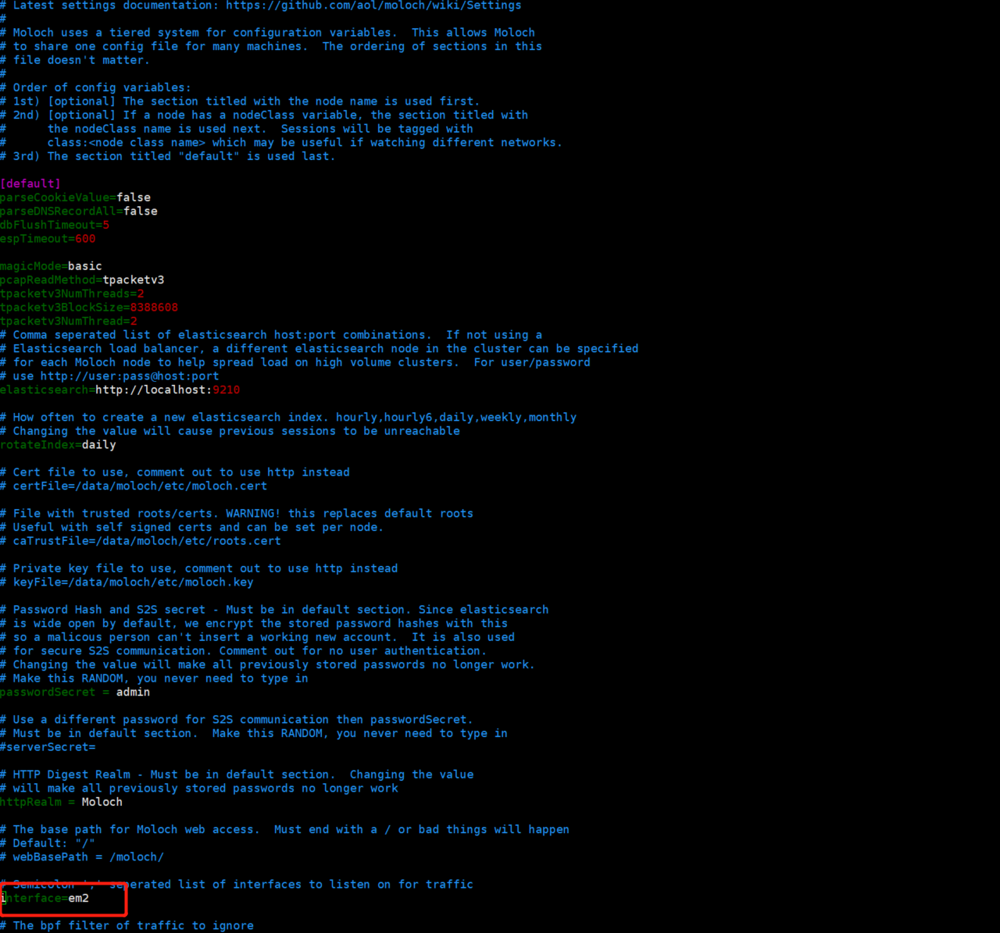 # Latest settings documentation: https://github.com/aol/moloch/wiki/Settings
#
# Moloch uses a tiered system for configuration variables.  This allows Moloch
# to share one config file for many machines.  The ordering of sections in this
# file doesn't matter.
#
# Order of config variables:
# 1st) [optional] The section titled with the node name is used first.
# 2nd) [optional] If a node has a nodeClass variable, the section titled with
#      the nodeClass name is used next.  Sessions will be tagged with
#      class:<node class name> which may be useful if watching different networks.
# 3rd) The section titled "default" is used last.
[default]
parseCookieValue=false
parseDNSRecordAll=false
dbFlushTimeout=5
espTimeout=600
magicMode=basic
pcapReadMethod=tpacketv3
tpacketv3NumThreads=2
tpacketv3BlockSize=8388608
tpacketv3NumThread=2
# Comma seperated list of elasticsearch host:port combinations.  If not using a
# Elasticsearch load balancer, a different elasticsearch node in the cluster can be specified
# for each Moloch node to help spread load on high volume clusters.  For user/password
# use http://user:pass@host:port
elasticsearch=http://localhost:9210
# How often to create a new elasticsearch index. hourly,hourly6,daily,weekly,monthly
# Changing the value will cause previous sessions to be unreachable
rotateIndex=daily
# Cert file to use, comment out to use http instead
# certFile=/data/moloch/etc/moloch.cert
# File with trusted roots/certs. WARNING! this replaces default roots
# Useful with self signed certs and can be set per node.
# caTrustFile=/data/moloch/etc/roots.cert
# Private key file to use, comment out to use http instead
# keyFile=/data/moloch/etc/moloch.key
# Password Hash and S2S secret - Must be in default section. Since elasticsearch
# is wide open by default, we encrypt the stored password hashes with this
# so a malicous person can't insert a working new account.  It is also used
# for secure S2S communication. Comment out for no user authentication.
# Changing the value will make all previously stored passwords no longer work.
# Make this RANDOM, you never need to type in
passwordSecret = admin
# Use a different password for S2S communication then passwordSecret.
# Must be in default section.  Make this RANDOM, you never need to type in
#serverSecret=
# HTTP Digest Realm - Must be in default section.  Changing the value
# will make all previously stored passwords no longer work
httpRealm = Moloch
# The base path for Moloch web access.  Must end with a / or bad things will happen
# Default: "/"
# webBasePath = /moloch/
# Semicolon ';' seperated list of interfaces to listen on for traffic
interface=em2
# The bpf filter of traffic to ignore